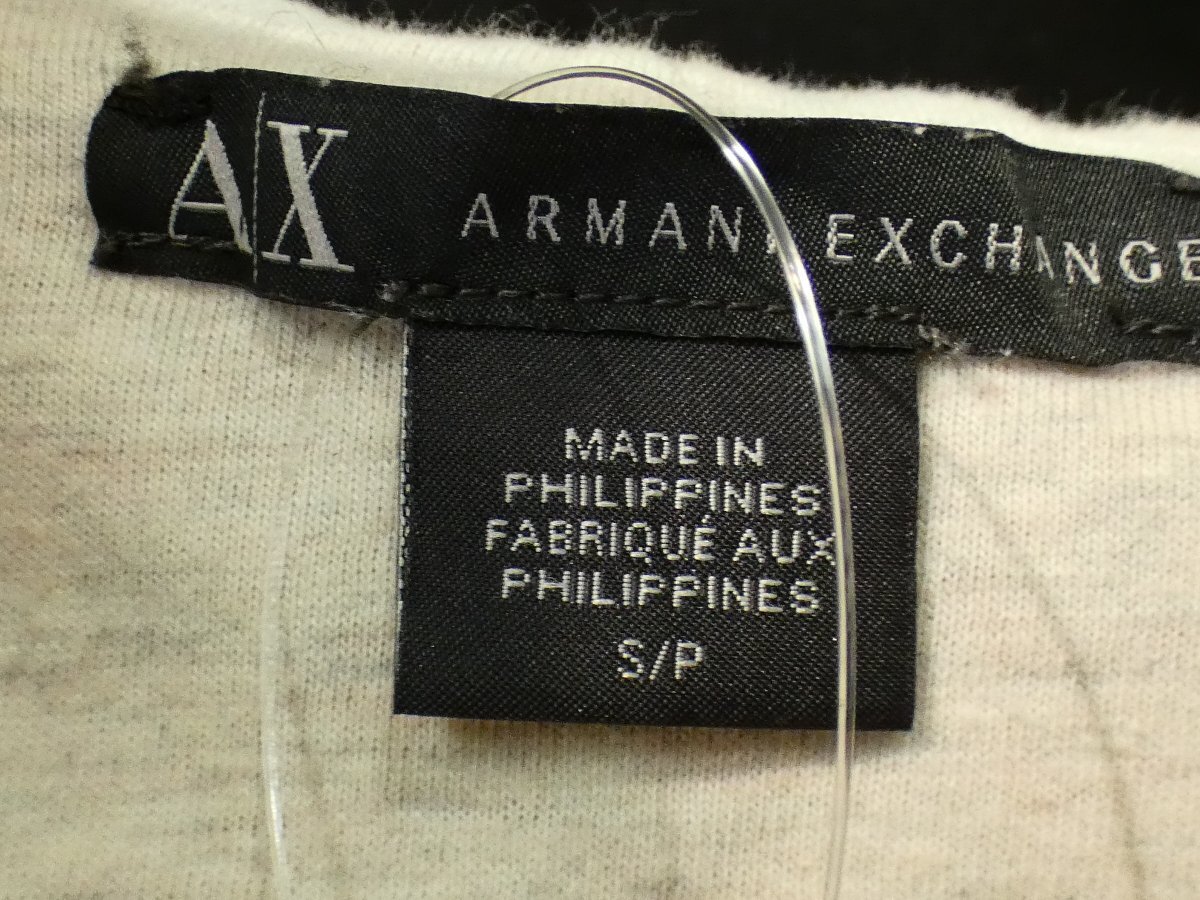 A|X ARMANI EXCHANGE
MADE IN
PHILIPPINES
FABRIQUÉ AUX
PHILIPPINES
S/P